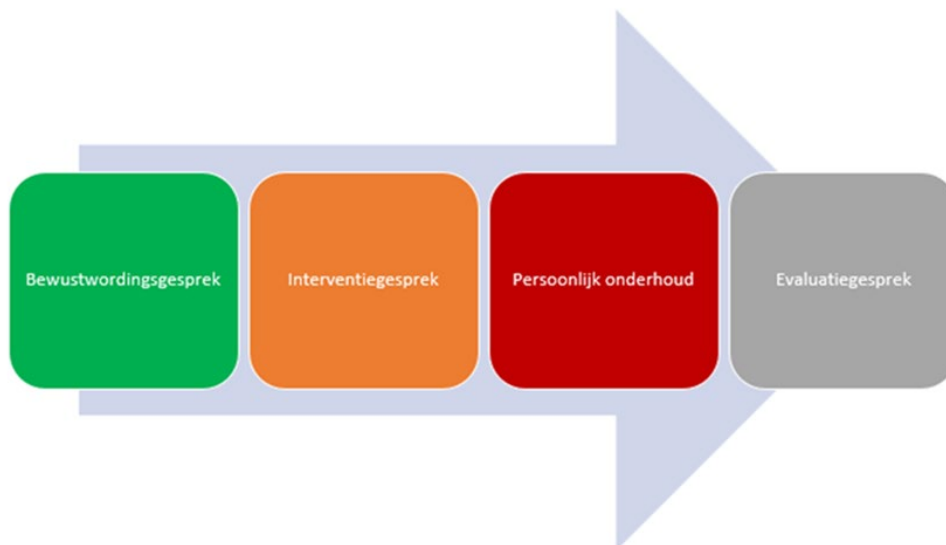 Bewustwordingsgesprek
Interventiegesprek
Persoonlijk onderhoud
Evaluatiegesprek